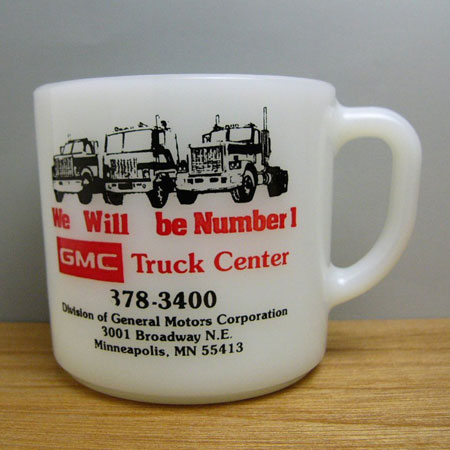 We Will be Number 1
GMC Truck Center
378-3400
Division of General Motors Corporation
3001 Broadway N.E.
Minneapolis, MN 55413